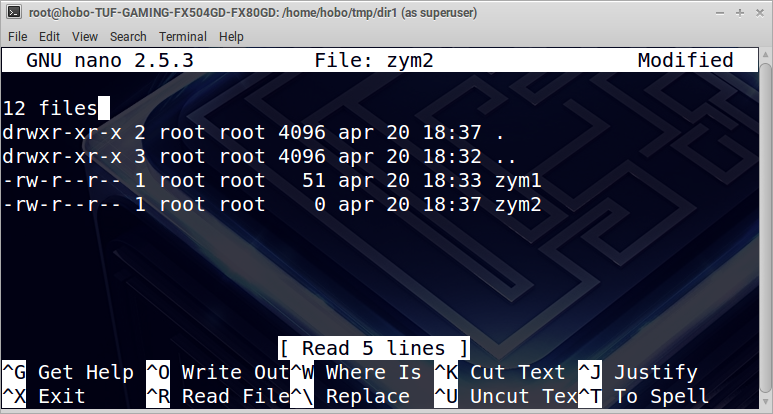 root@hobo-TUF-GAMING-FX504GD-FX80GD: /home/hobo/tmp/dir1 (as superuser)
File Edit View Search Terminal Help
GNU nano 2.5.3 File: zym2 Modified
12 files
drwxr-xr-x 2 root root 4096 apr 20 18:37 .
drwxr-xr-x 3 root root 4096 apr 20 18:32 ..
-rw-r--r-- 1 root root 51 apr 20 18:33 zym1
-rw-r--r-- 1 root root 0 apr 20 18:37 zym2
[ Read 5 lines ]
^G Get Help ^O Write Out ^W Where Is ^K Cut Text ^J Justify
^X Exit ^R Read File ^\ Replace ^U Uncut Tex ^T To Spell